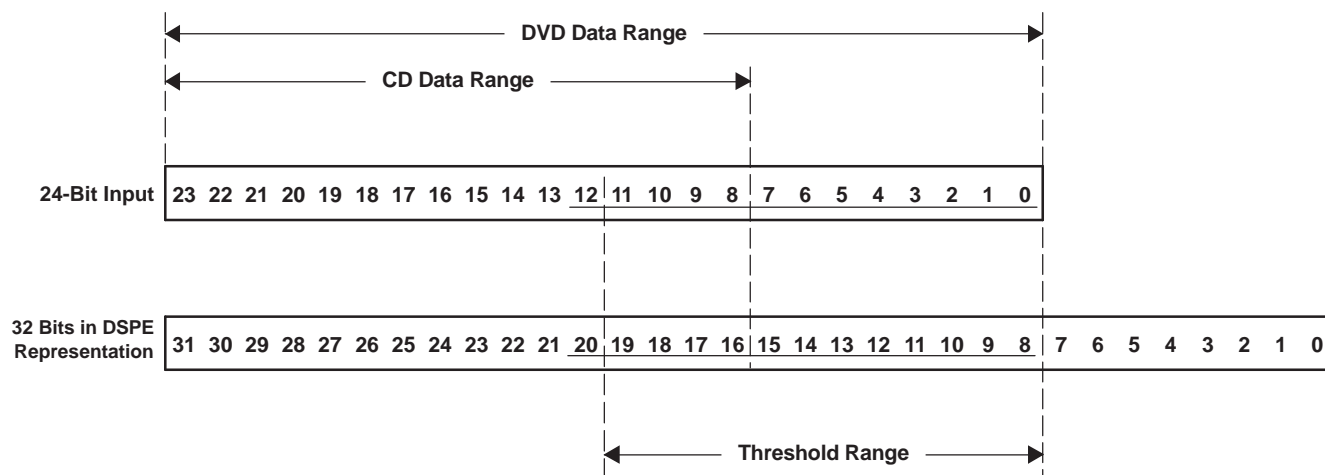 DVD Data Range
CD Data Range
24-Bit Input 23 22 21 20 19 18 17 16 15 14 13 12 11 10 9 8 7 6 5 4 3 2 1 0
32 Bits in DSPE
Representation 31 30 29 28 27 26 25 24 23 22 21 20 19 18 17 16 15 14 13 12 11 10 9 8 7 6 5 4 3 2 1 0
Threshold Range